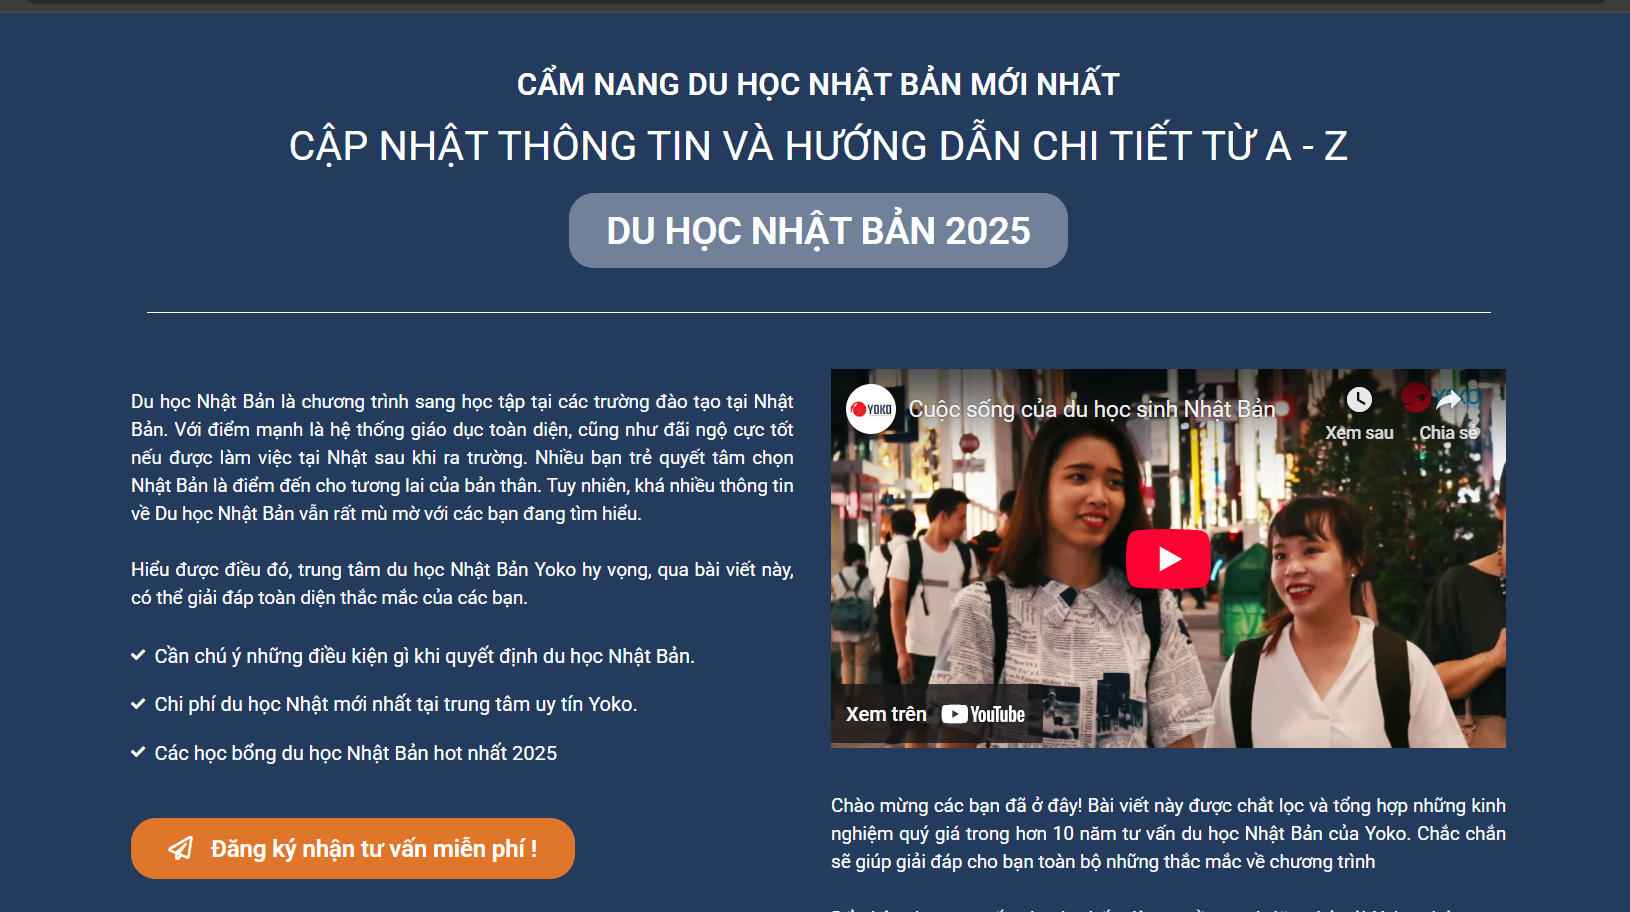 CẨM NANG DU HỌC NHẬT BẢN MỚI NHẤT
CẬP NHẬT THÔNG TIN VÀ HƯỚNG DẪN CHI TIẾT TỪ A - Z
DU HỌC NHẬT BẢN 2025
Du học Nhật Bản là chương trình sang học tập tại các trường đào tạo tại Nhật
Bản. Với điểm mạnh là hệ thống giáo dục toàn diện, cũng như đãi ngộ cực tốt
nếu được làm việc tại Nhật sau khi ra trường. Nhiều bạn trẻ quyết tâm chọn
Nhật Bản là điểm đến cho tương lai của bản thân. Tuy nhiên, khá nhiều thông tin
về Du học Nhật Bản vẫn rất mù mờ với các bạn đang tìm hiểu.
Hiểu được điều đó, trung tâm du học Nhật Bản Yoko hy vọng, qua bài viết này,
có thể giải đáp toàn diện thắc mắc của các bạn.
Cần chú ý những điều kiện gì khi quyết định du học Nhật Bản.
Chi phí du học Nhật mới nhất tại trung tâm uy tín Yoko.
Các học bổng du học Nhật Bản hot nhất 2025
Đăng ký nhận tư vấn miễn phí !
YOKO
Cuộc sống của du học sinh Nhật Bản
YOKO
Xem sau
Chia sẻ
Xem trên YouTube
Chào mừng các bạn đã ở đây! Bài viết này được chắt lọc và tổng hợp những kinh
nghiệm quý giá trong hơn 10 năm tư vấn du học Nhật Bản của Yoko. Chắc chắn
sẽ giúp giải đáp cho bạn toàn bộ những thắc mắc về chương trình